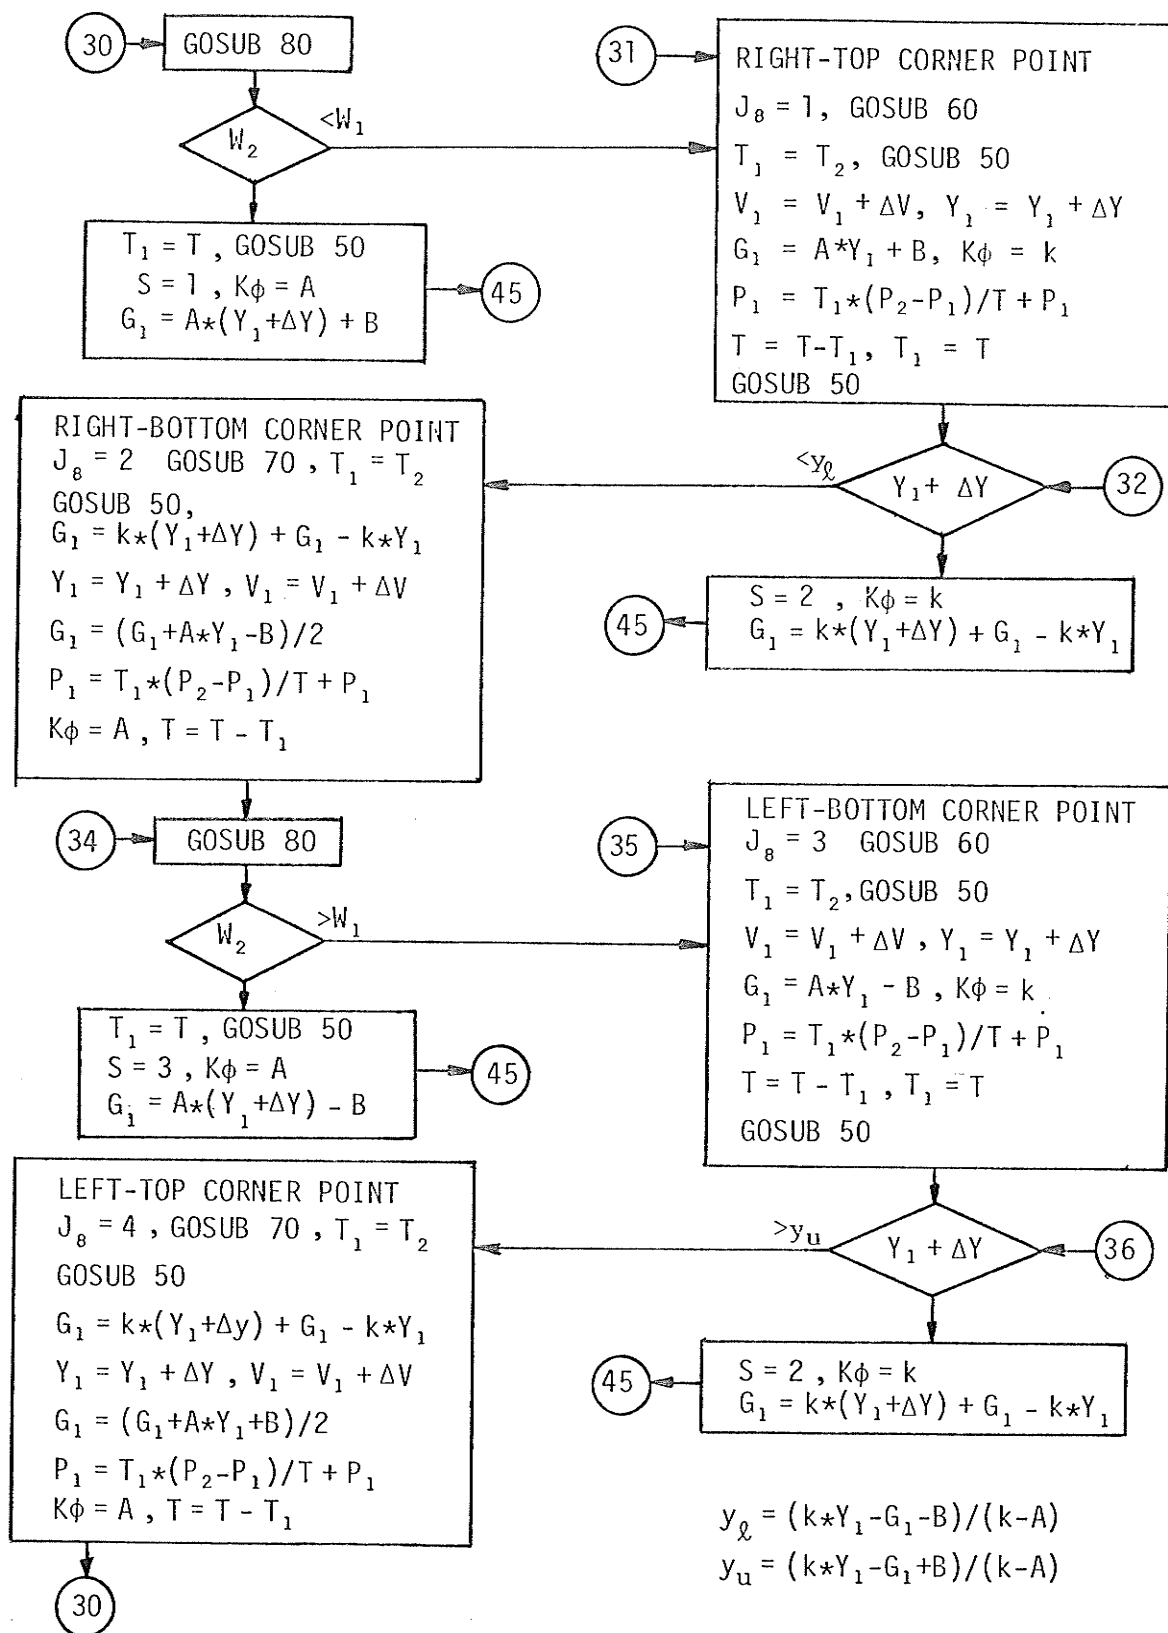 30
GOSUB 80
W₂
<W₁
T₁ = T , GOSUB 50
S = 1 , Kϕ = A
G₁ = A*(Y₁+ΔY) + B
45
31
RIGHT-TOP CORNER POINT
J₈ = 1, GOSUB 60
T₁ = T₂, GOSUB 50
V₁ = V₁ + ΔV, Y₁ = Y₁ + ΔY
G₁ = A*Y₁ + B, Kϕ = k
P₁ = T₁*(P₂-P₁)/T + P₁
T = T-T₁, T₁ = T
GOSUB 50
<yℓ
Y₁+ ΔY
32
S = 2 , Kϕ = k
G₁ = k*(Y₁+ΔY) + G₁ - k*Y₁
45
RIGHT-BOTTOM CORNER POINT
J₈ = 2 GOSUB 70 , T₁ = T₂
GOSUB 50,
G₁ = k*(Y₁+ΔY) + G₁ - k*Y₁
Y₁ = Y₁ + ΔY , V₁ = V₁ + ΔV
G₁ = (G₁+A*Y₁-B)/2
P₁ = T₁*(P₂-P₁)/T + P₁
Kϕ = A , T = T - T₁
34
GOSUB 80
W₂
>W₁
T₁ = T , GOSUB 50
S = 3 , Kϕ = A
G₁ = A*(Y₁+ΔY) - B
45
35
LEFT-BOTTOM CORNER POINT
J₈ = 3 GOSUB 60
T₁ = T₂, GOSUB 50
V₁ = V₁ + ΔV , Y₁ = Y₁ + ΔY
G₁ = A*Y₁ - B , Kϕ = k
P₁ = T₁*(P₂-P₁)/T + P₁
T = T - T₁ , T₁ = T
GOSUB 50
>yu
Y₁ + ΔY
36
S = 2 , Kϕ = k
G₁ = k*(Y₁+ΔY) + G₁ - k*Y₁
45
LEFT-TOP CORNER POINT
J₈ = 4 , GOSUB 70 , T₁ = T₂
GOSUB 50
G₁ = k*(Y₁+Δy) + G₁ - k*Y₁
Y₁ = Y₁ + ΔY , V₁ = V₁ + ΔV
G₁ = (G₁+A*Y₁+B)/2
P₁ = T₁*(P₂-P₁)/T + P₁
Kϕ = A , T = T - T₁
30
yℓ = (k*Y₁-G₁-B)/(k-A)
yu = (k*Y₁-G₁+B)/(k-A)